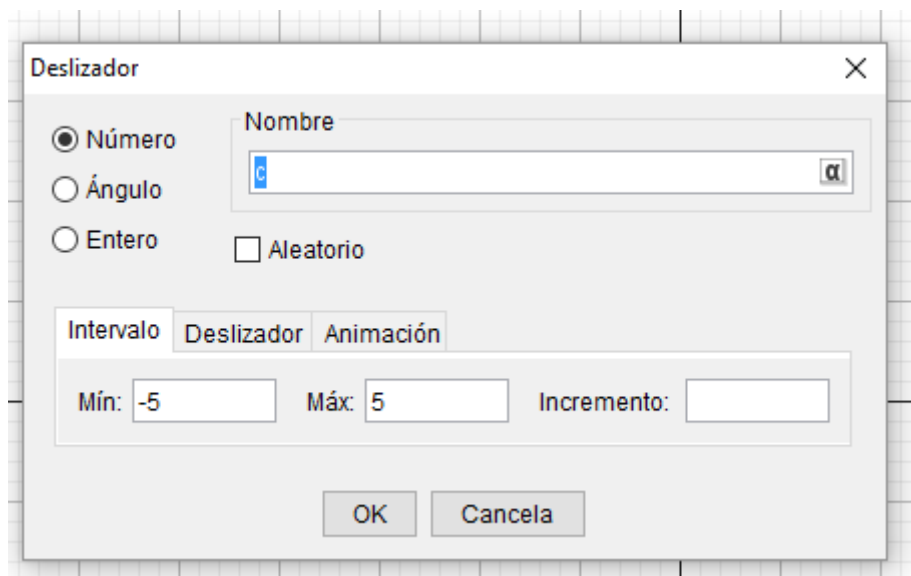 Deslizador
Número
Ángulo
Entero
Nombre
c
α
Aleatorio
Intervalo Deslizador Animación
Mín: -5 Máx: 5 Incremento:
OK Cancela